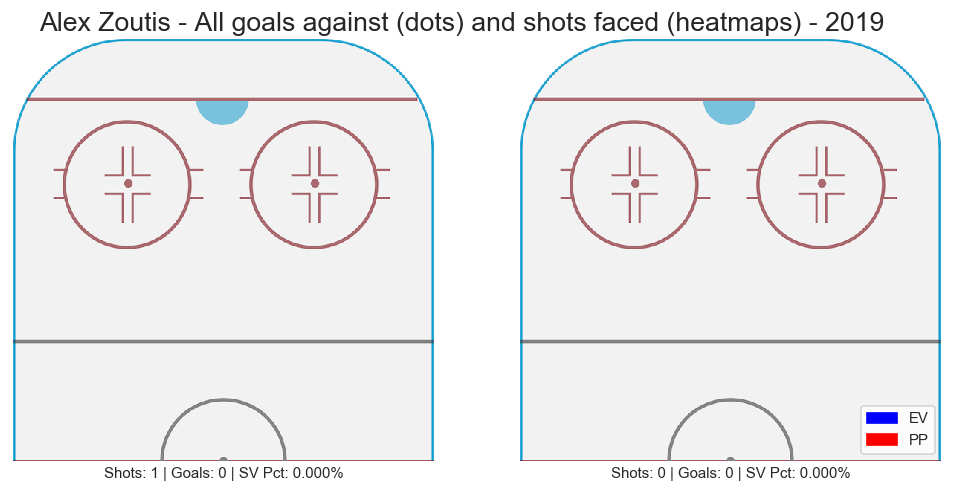 Alex Zoutis - All goals against (dots) and shots faced (heatmaps) - 2019
EV
PP
Shots: 1 | Goals: 0 | SV Pct: 0.000%
Shots: 0 | Goals: 0 | SV Pct: 0.000%